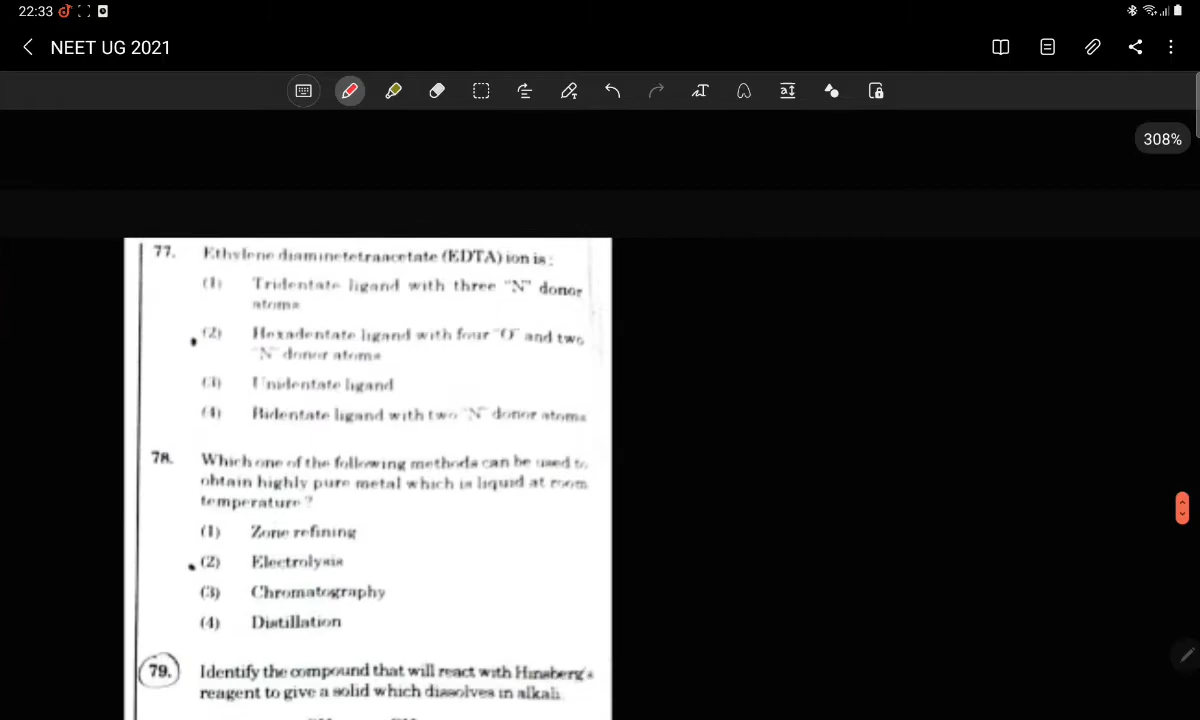 22:33
NEET UG 2021
308%
77. Ethylene diaminetetraacetate (EDTA) ion is :
(1) Tridentate ligand with three "N" donor
atoms
(2) Hexadentate ligand with four "O" and two
"N" donor atoms
(3) Unidentate ligand
(4) Bidentate ligand with two "N" donor atoms
78. Which one of the following methods can be used to
obtain highly pure metal which is liquid at room
temperature ?
(1) Zone refining
(2) Electrolysis
(3) Chromatography
(4) Distillation
79. Identify the compound that will react with Hinsberg's
reagent to give a solid which dissolves in alkali.